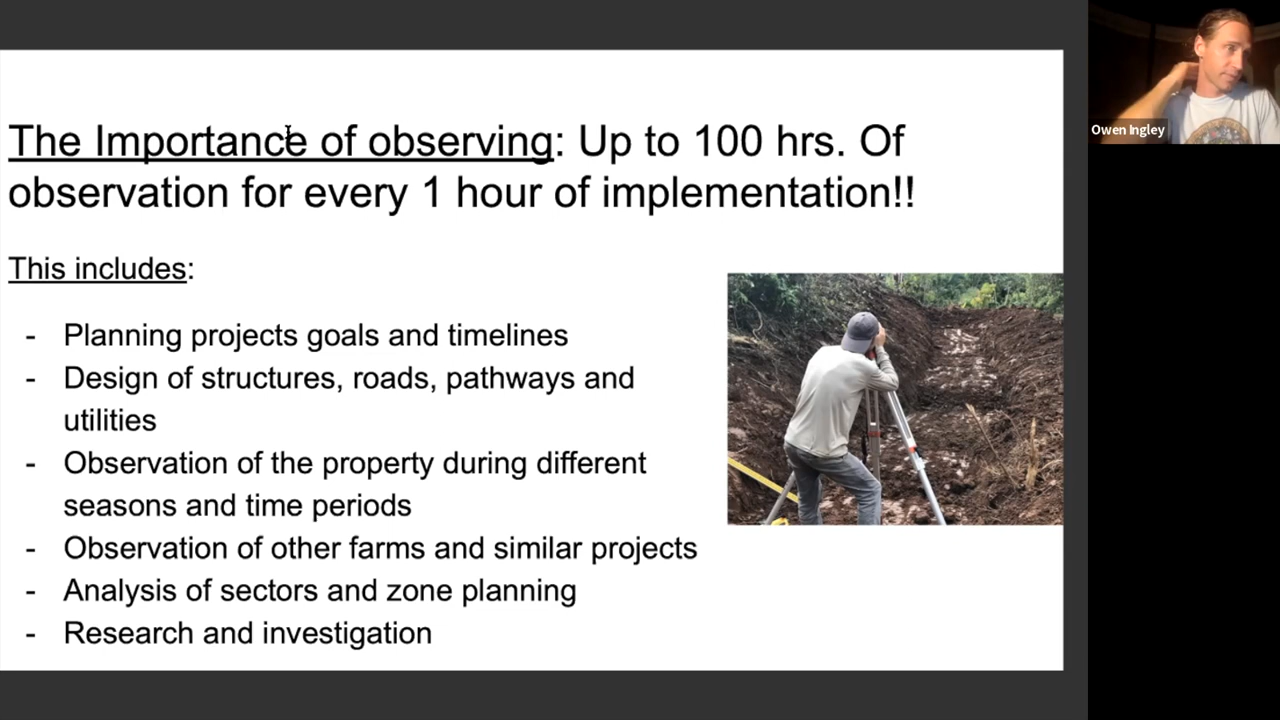 The Importance of observing: Up to 100 hrs. Of
observation for every 1 hour of implementation!!
This includes:
- Planning projects goals and timelines
- Design of structures, roads, pathways and
utilities
- Observation of the property during different
seasons and time periods
- Observation of other farms and similar projects
- Analysis of sectors and zone planning
- Research and investigation
Owen Ingley